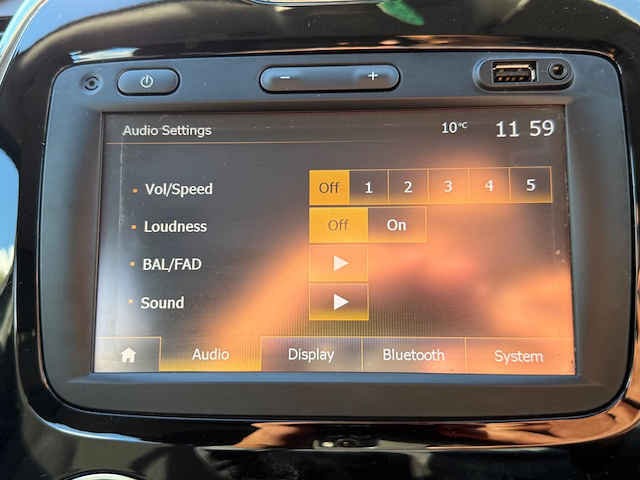 − +
Audio Settings 10°C 11 59
Vol/Speed Off 1 2 3 4 5
Loudness Off On
BAL/FAD
Sound
Audio Display Bluetooth System